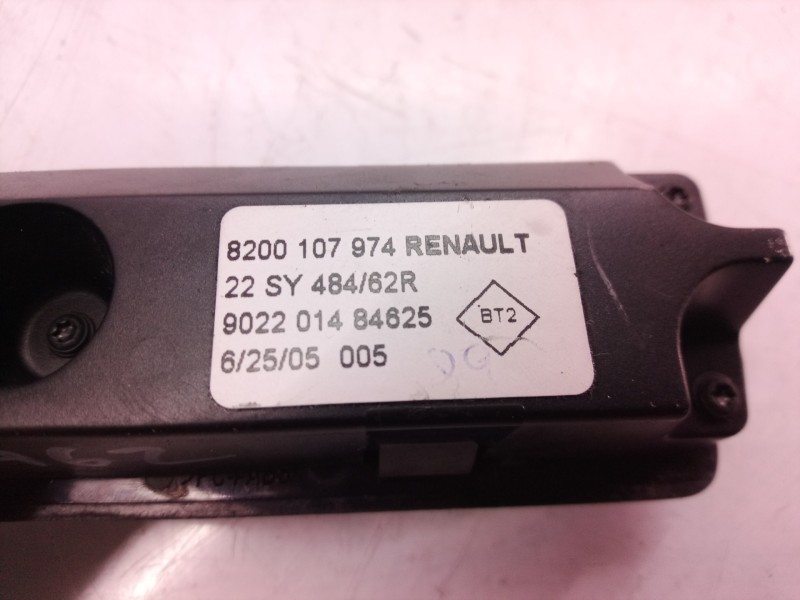 8200 107 974 RENAULT
22 SY 484/62R
9022 014 84625
BT2
6/25/05 005